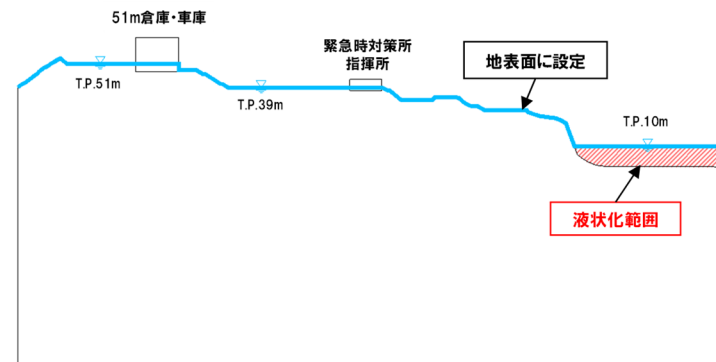 51m倉庫・車庫
緊急時対策所
指揮所
地表面に設定
T.P.51m
T.P.39m
T.P.10m
液状化範囲